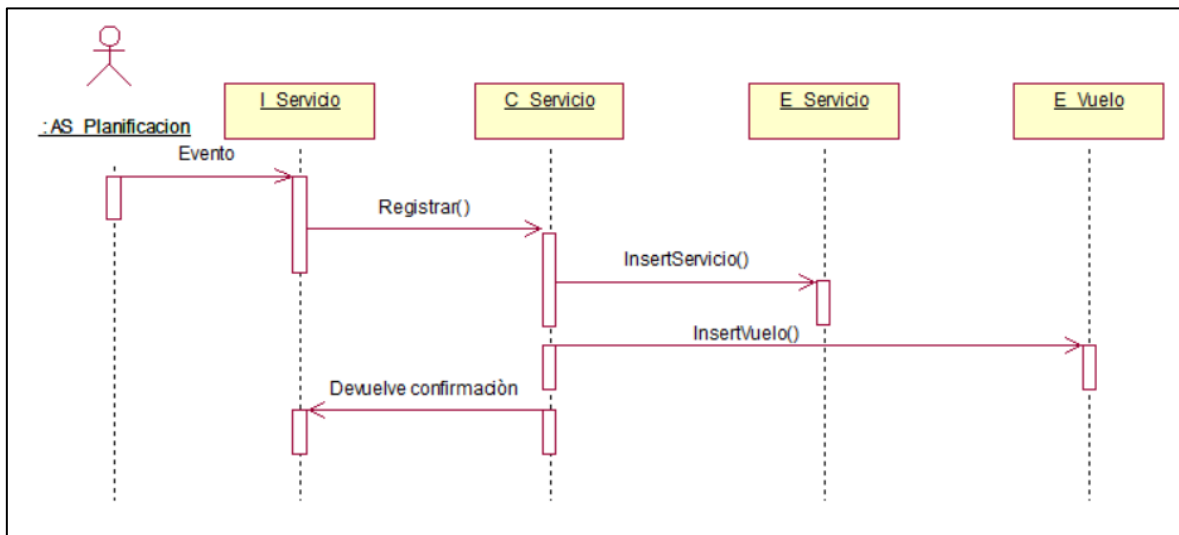 :AS_Planificacion
I_Servicio
C_Servicio
E_Servicio
E_Vuelo
Evento
Registrar()
InsertServicio()
InsertVuelo()
Devuelve confirmaciòn